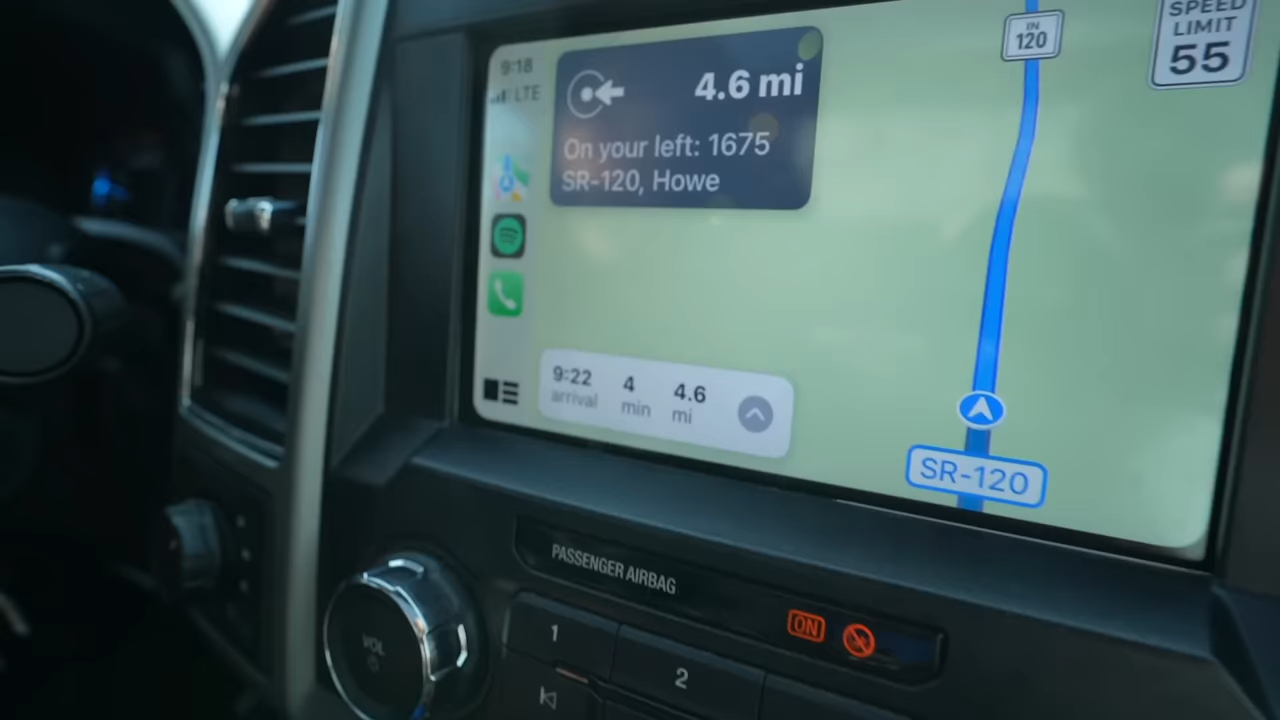 9:18
LTE
4.6 mi
On your left: 1675
SR-120, Howe
IN
120
SPEED
LIMIT
55
9:22 4 4.6
arrival min mi
SR-120
PASSENGER AIRBAG
ON
VOL
1
2